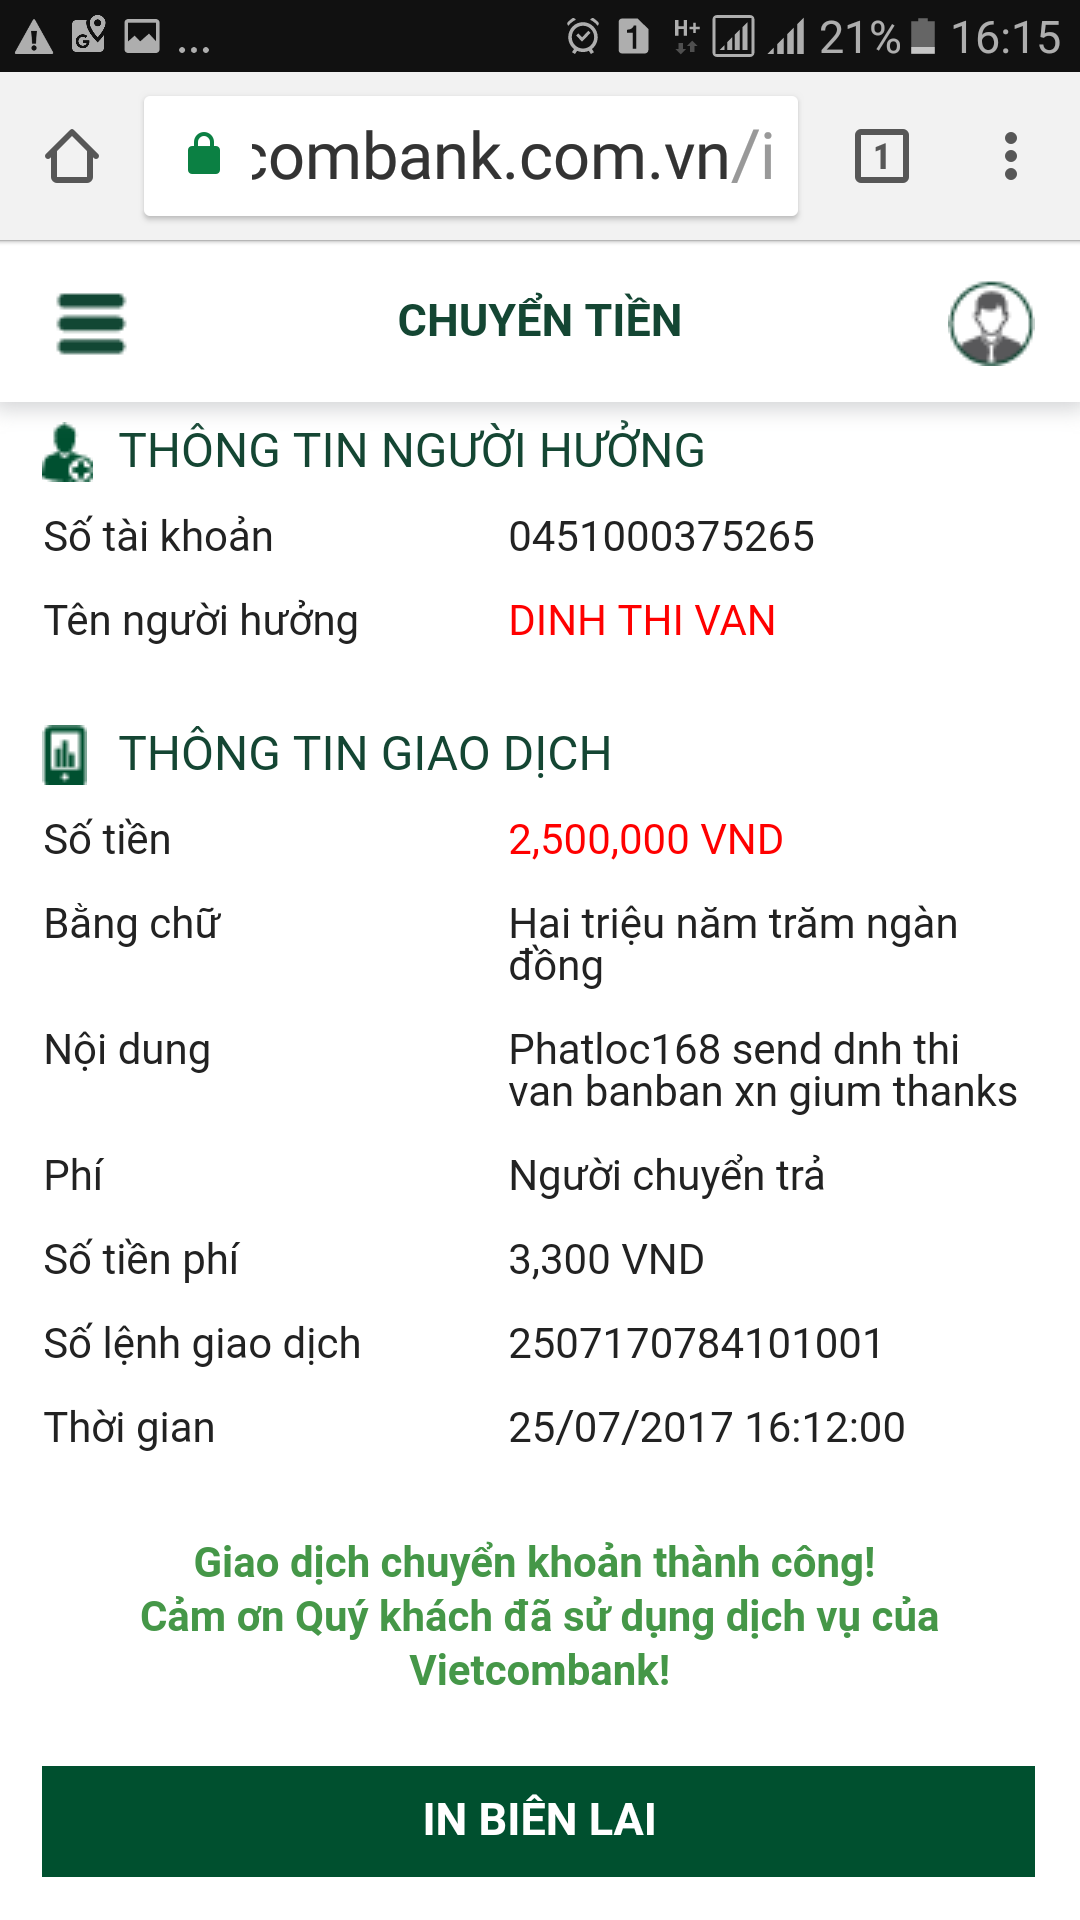 1 H+ 21% 16:15
combank.com.vn/i 1
CHUYỂN TIỀN
THÔNG TIN NGƯỜI HƯỞNG
Số tài khoản 0451000375265
Tên người hưởng DINH THI VAN
THÔNG TIN GIAO DỊCH
Số tiền 2,500,000 VND
Bằng chữ Hai triệu năm trăm ngàn
đồng
Nội dung Phatloc168 send dnh thi
van banban xn gium thanks
Phí Người chuyển trả
Số tiền phí 3,300 VND
Số lệnh giao dịch 2507170784101001
Thời gian 25/07/2017 16:12:00
Giao dịch chuyển khoản thành công!
Cảm ơn Quý khách đã sử dụng dịch vụ của
Vietcombank!
IN BIÊN LAI